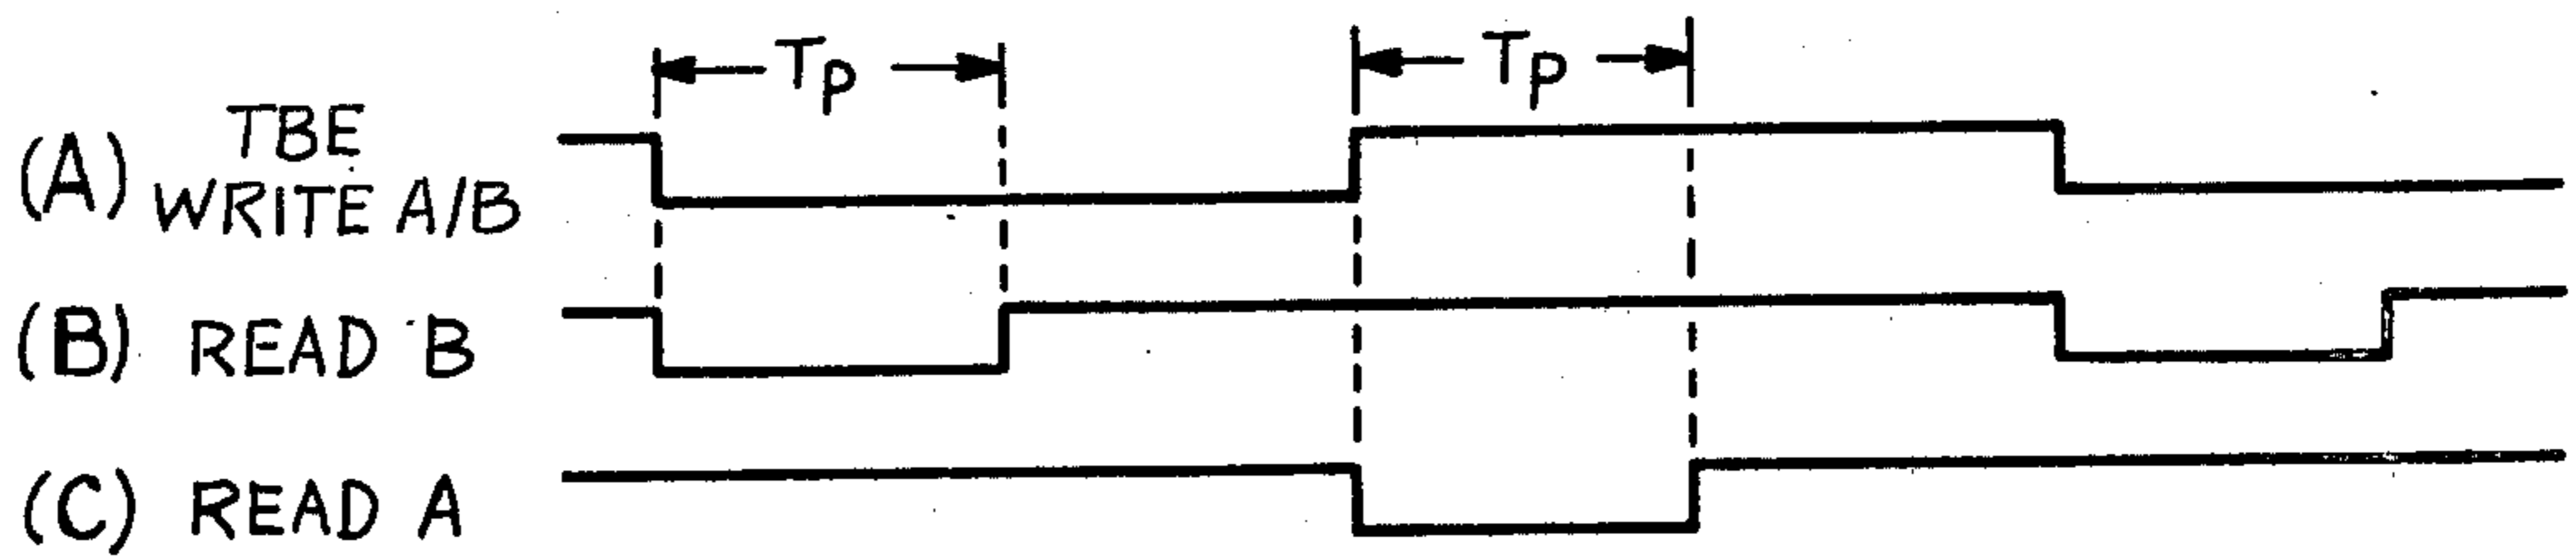 Tp Tp
(A) TBE
WRITE A/B
(B) READ B
(C) READ A